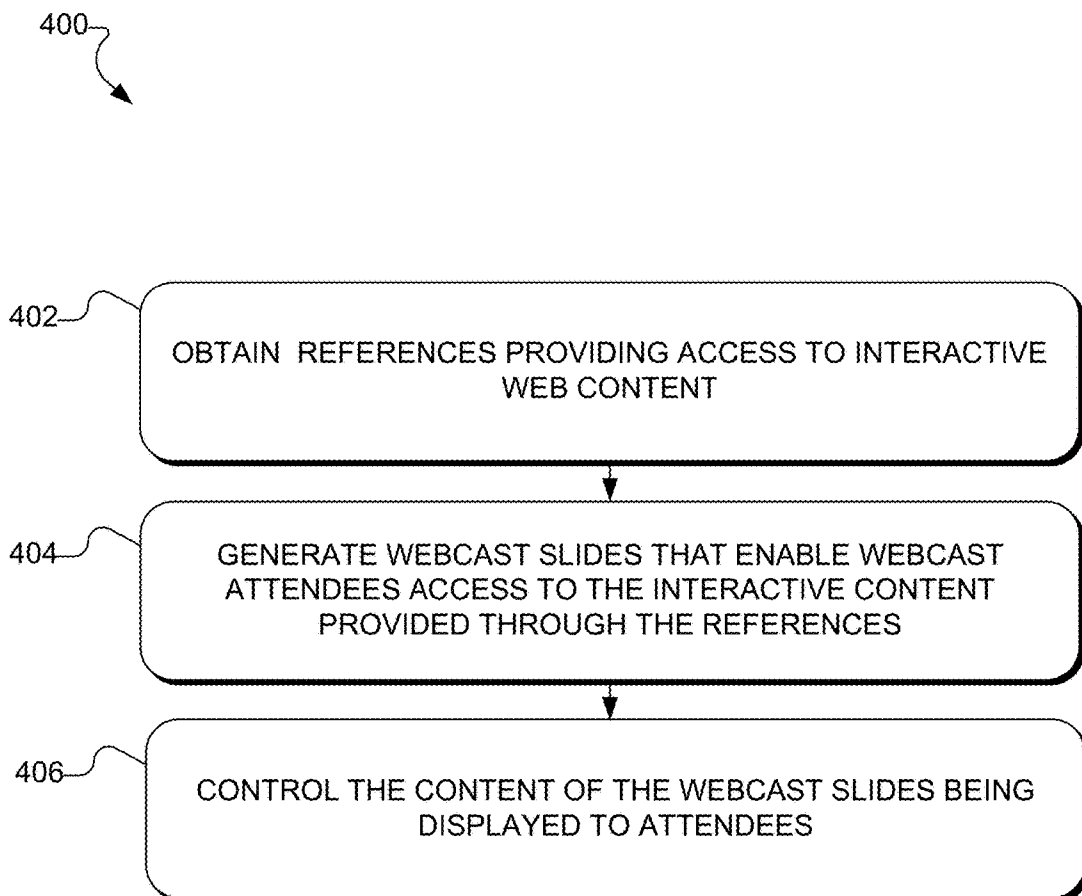 400
402
OBTAIN REFERENCES PROVIDING ACCESS TO INTERACTIVE
WEB CONTENT
404
GENERATE WEBCAST SLIDES THAT ENABLE WEBCAST
ATTENDEES ACCESS TO THE INTERACTIVE CONTENT
PROVIDED THROUGH THE REFERENCES
406
CONTROL THE CONTENT OF THE WEBCAST SLIDES BEING
DISPLAYED TO ATTENDEES